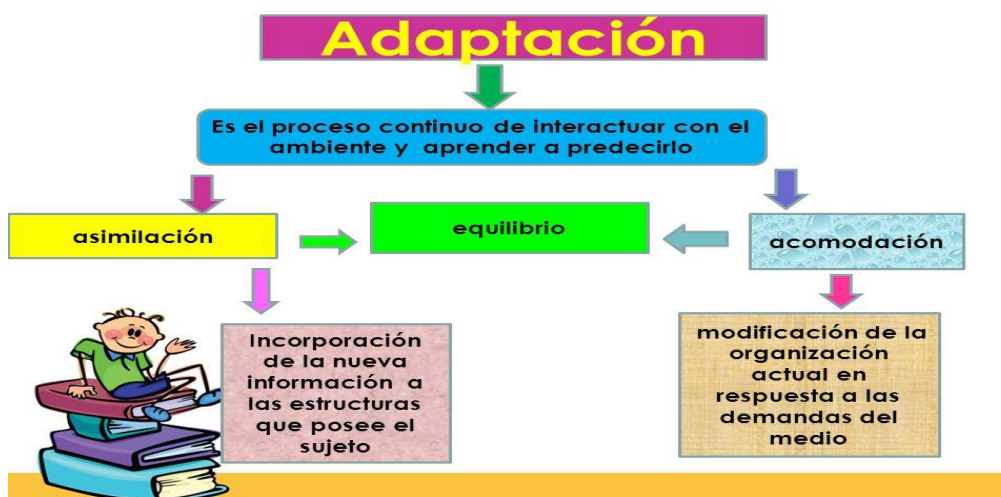 Adaptación
Es el proceso continuo de interactuar con el
ambiente y aprender a predecirlo
asimilación
equilibrio
acomodación
Incorporación
de la nueva
información a
las estructuras
que posee el
sujeto
modificación de la
organización
actual en
respuesta a las
demandas del
medio